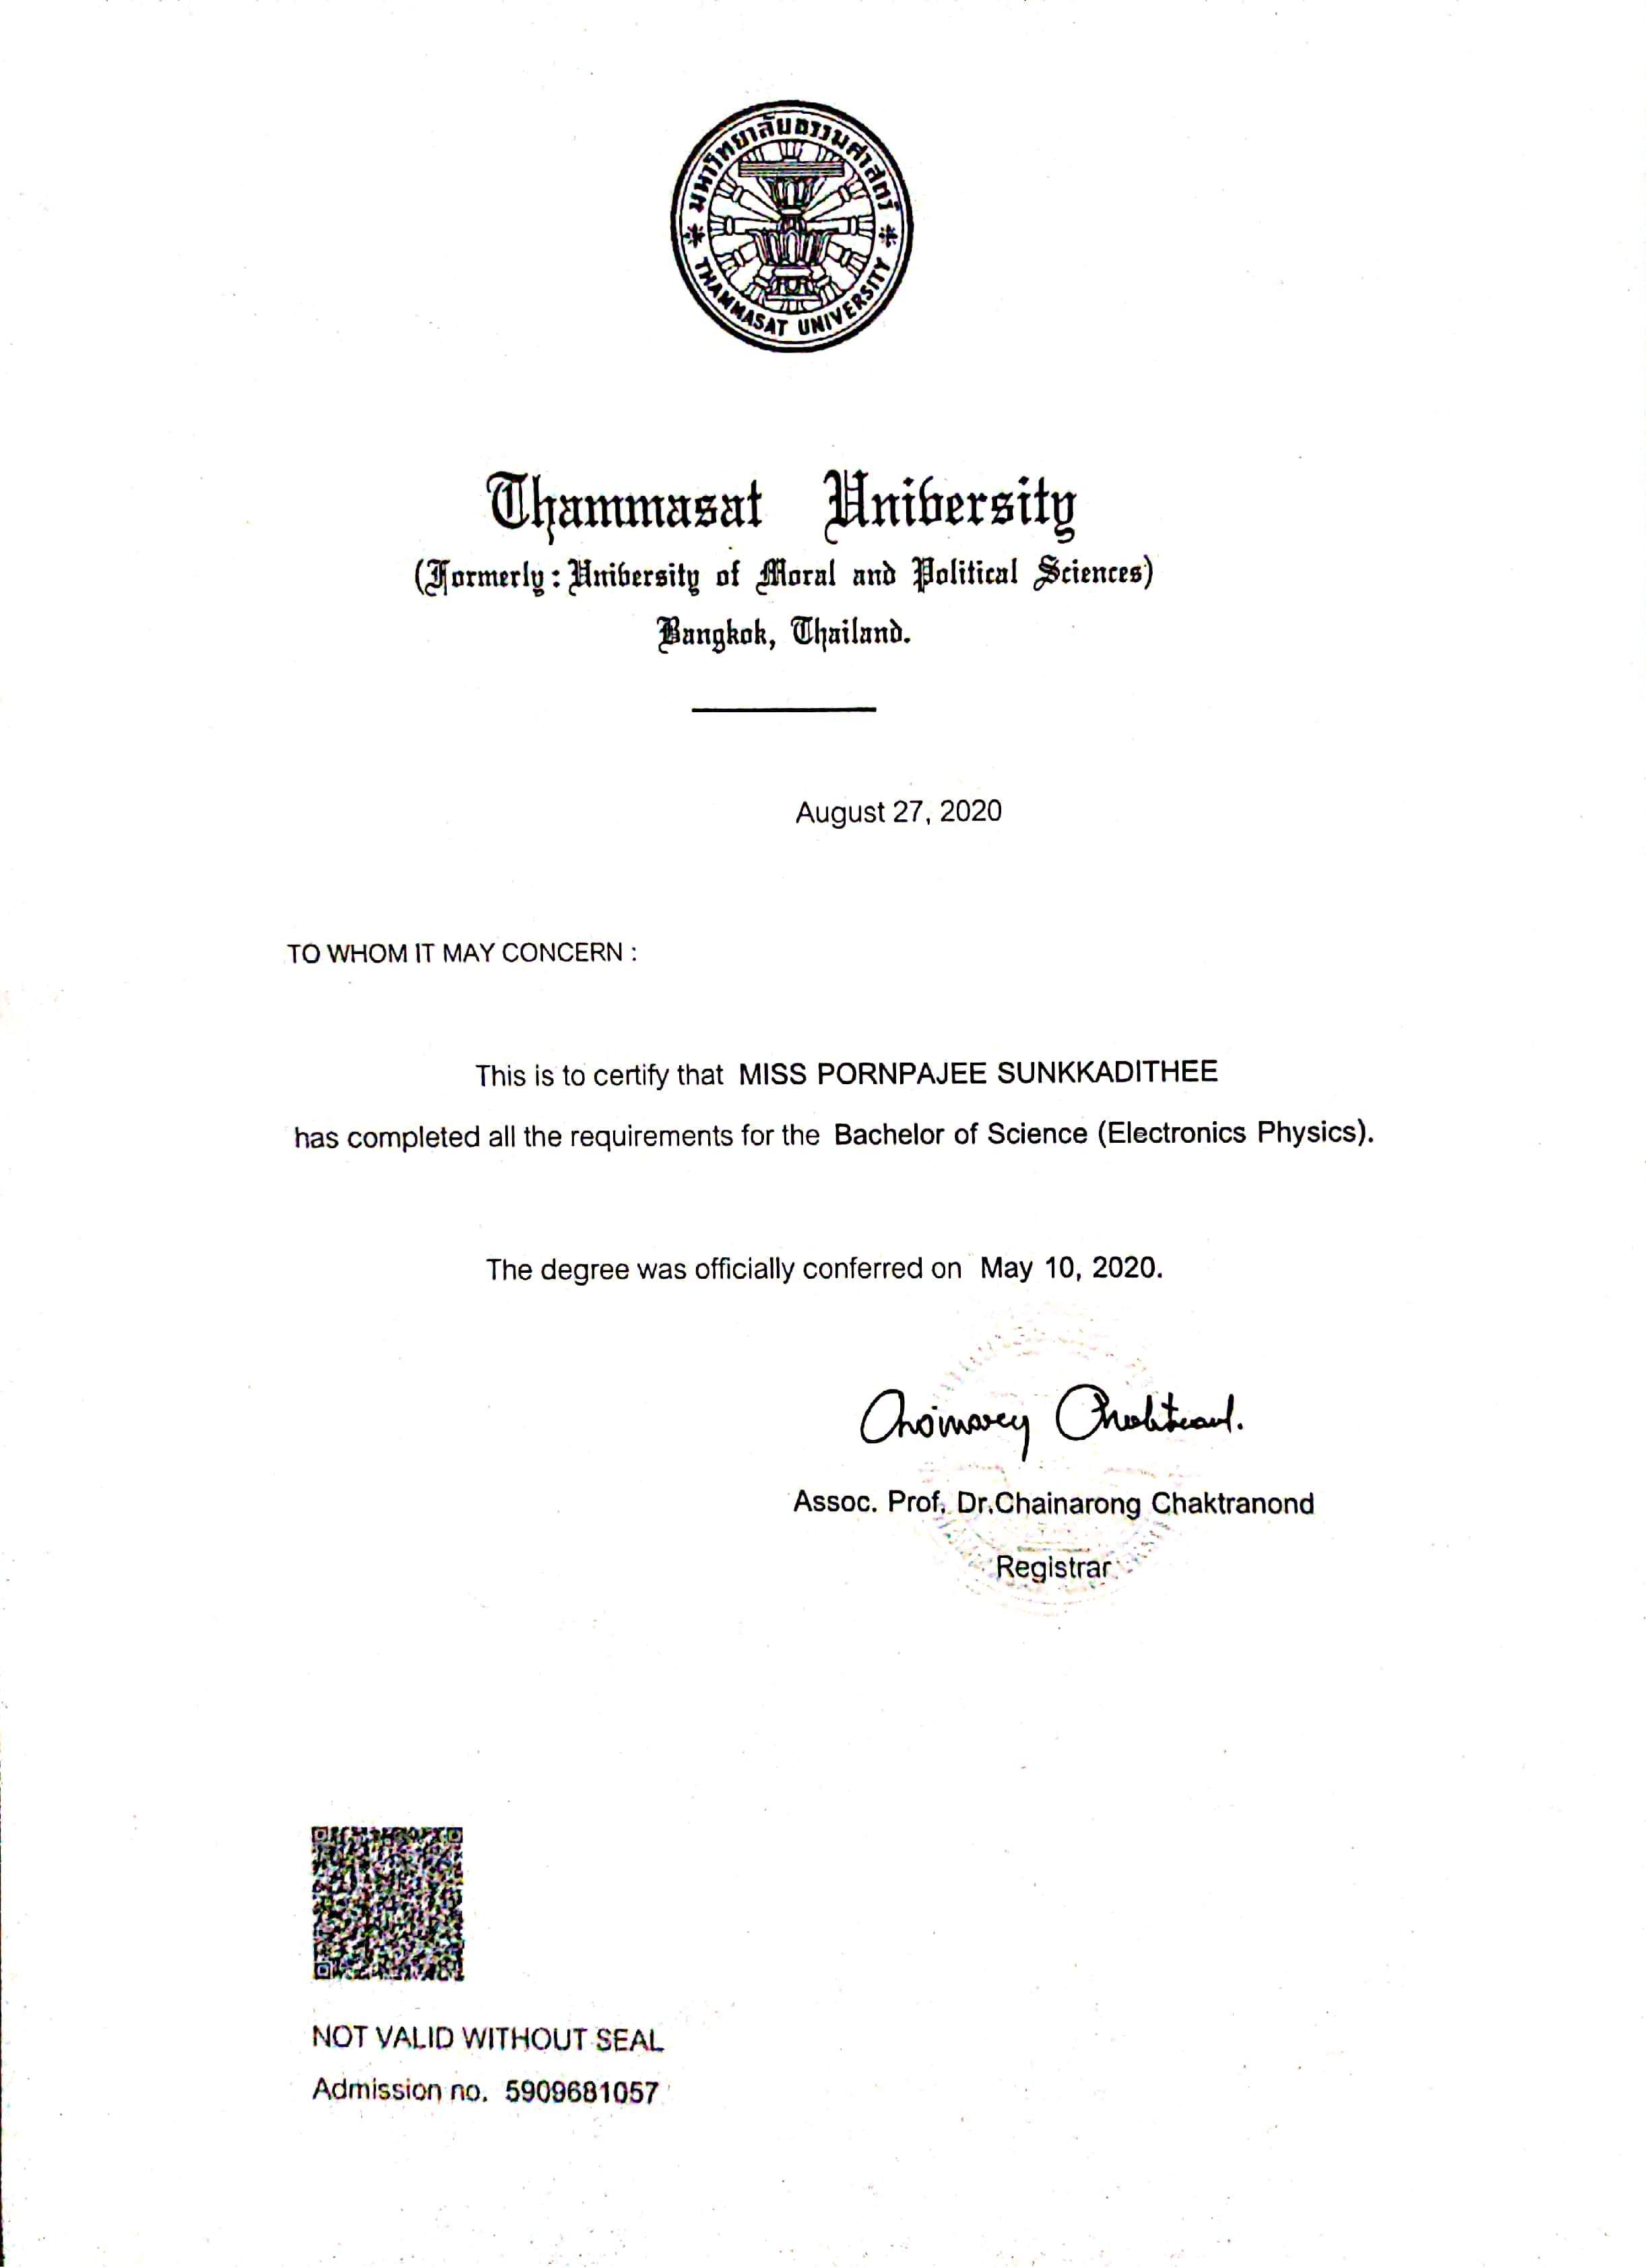 มหาวิทยาลัยธรรมศาสตร์
THAMMASAT UNIVERSITY
Thammasat University
(Formerly : University of Moral and Political Sciences)
Bangkok, Thailand.
August 27, 2020
TO WHOM IT MAY CONCERN :
This is to certify that MISS PORNPAJEE SUNKKADITHEE
has completed all the requirements for the Bachelor of Science (Electronics Physics).
The degree was officially conferred on May 10, 2020.
Assoc. Prof. Dr.Chainarong Chaktranond
Registrar
NOT VALID WITHOUT SEAL
Admission no. 5909681057